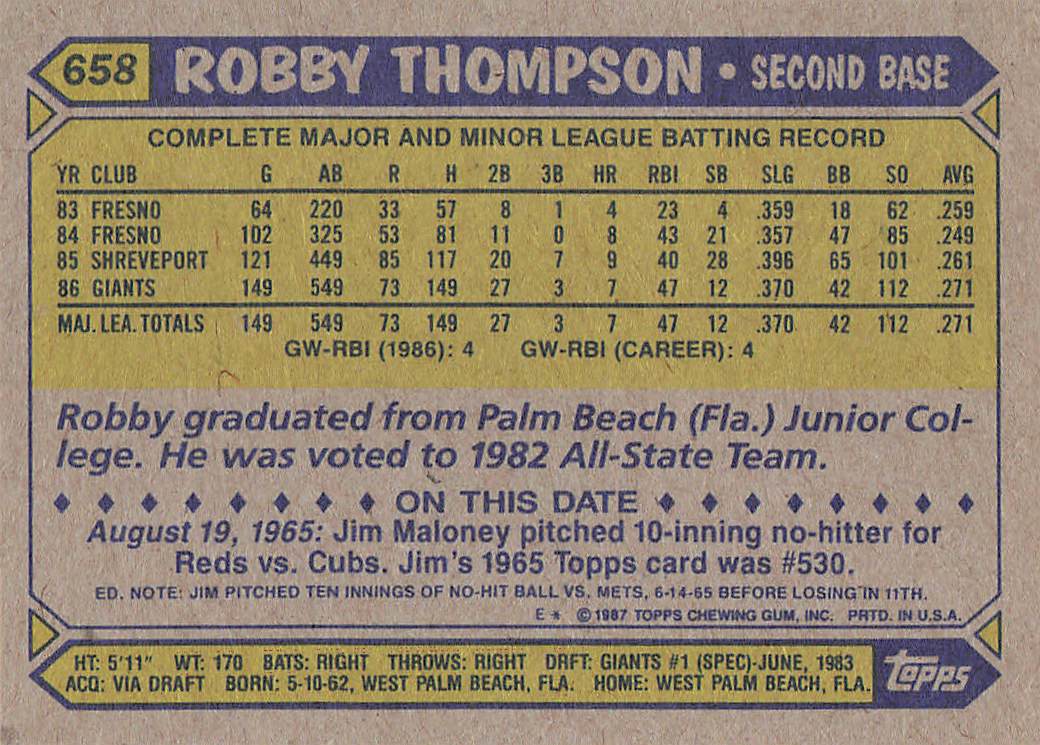 658 ROBBY THOMPSON • SECOND BASE
COMPLETE MAJOR AND MINOR LEAGUE BATTING RECORD
YR CLUB G AB R H 2B 3B HR RBI SB SLG BB SO AVG
83 FRESNO 64 220 33 57 8 1 4 23 4 .359 18 62 .259
84 FRESNO 102 325 53 81 11 0 8 43 21 .357 47 85 .249
85 SHREVEPORT 121 449 85 117 20 7 9 40 28 .396 65 101 .261
86 GIANTS 149 549 73 149 27 3 7 47 12 .370 42 112 .271
MAJ. LEA. TOTALS 149 549 73 149 27 3 7 47 12 .370 42 112 .271
GW-RBI (1986): 4 GW-RBI (CAREER): 4
Robby graduated from Palm Beach (Fla.) Junior Col-
lege. He was voted to 1982 All-State Team.
♦ ♦ ♦ ♦ ♦ ♦ ♦ ♦ ON THIS DATE ♦ ♦ ♦ ♦ ♦ ♦ ♦ ♦
August 19, 1965: Jim Maloney pitched 10-inning no-hitter for
Reds vs. Cubs. Jim's 1965 Topps card was #530.
ED. NOTE: JIM PITCHED TEN INNINGS OF NO-HIT BALL VS. METS, 6-14-65 BEFORE LOSING IN 11TH.
E * © 1987 TOPPS CHEWING GUM, INC. PRTD. IN U.S.A.
HT: 5'11" WT: 170 BATS: RIGHT THROWS: RIGHT DRFT: GIANTS #1 (SPEC)-JUNE, 1983
ACQ: VIA DRAFT BORN: 5-10-62, WEST PALM BEACH, FLA. HOME: WEST PALM BEACH, FLA.
topps